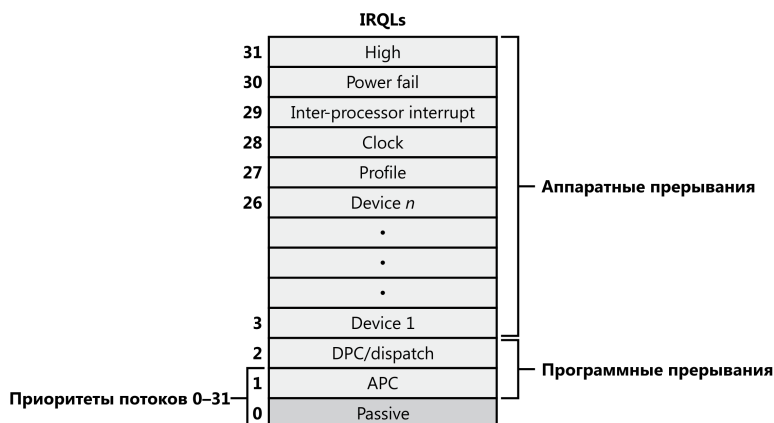 IRQLs
31 High
30 Power fail
29 Inter-processor interrupt
28 Clock
27 Profile
26 Device n
Аппаратные прерывания
3 Device 1
2 DPC/dispatch
Программные прерывания
1 APC
Приоритеты потоков 0–31
0 Passive